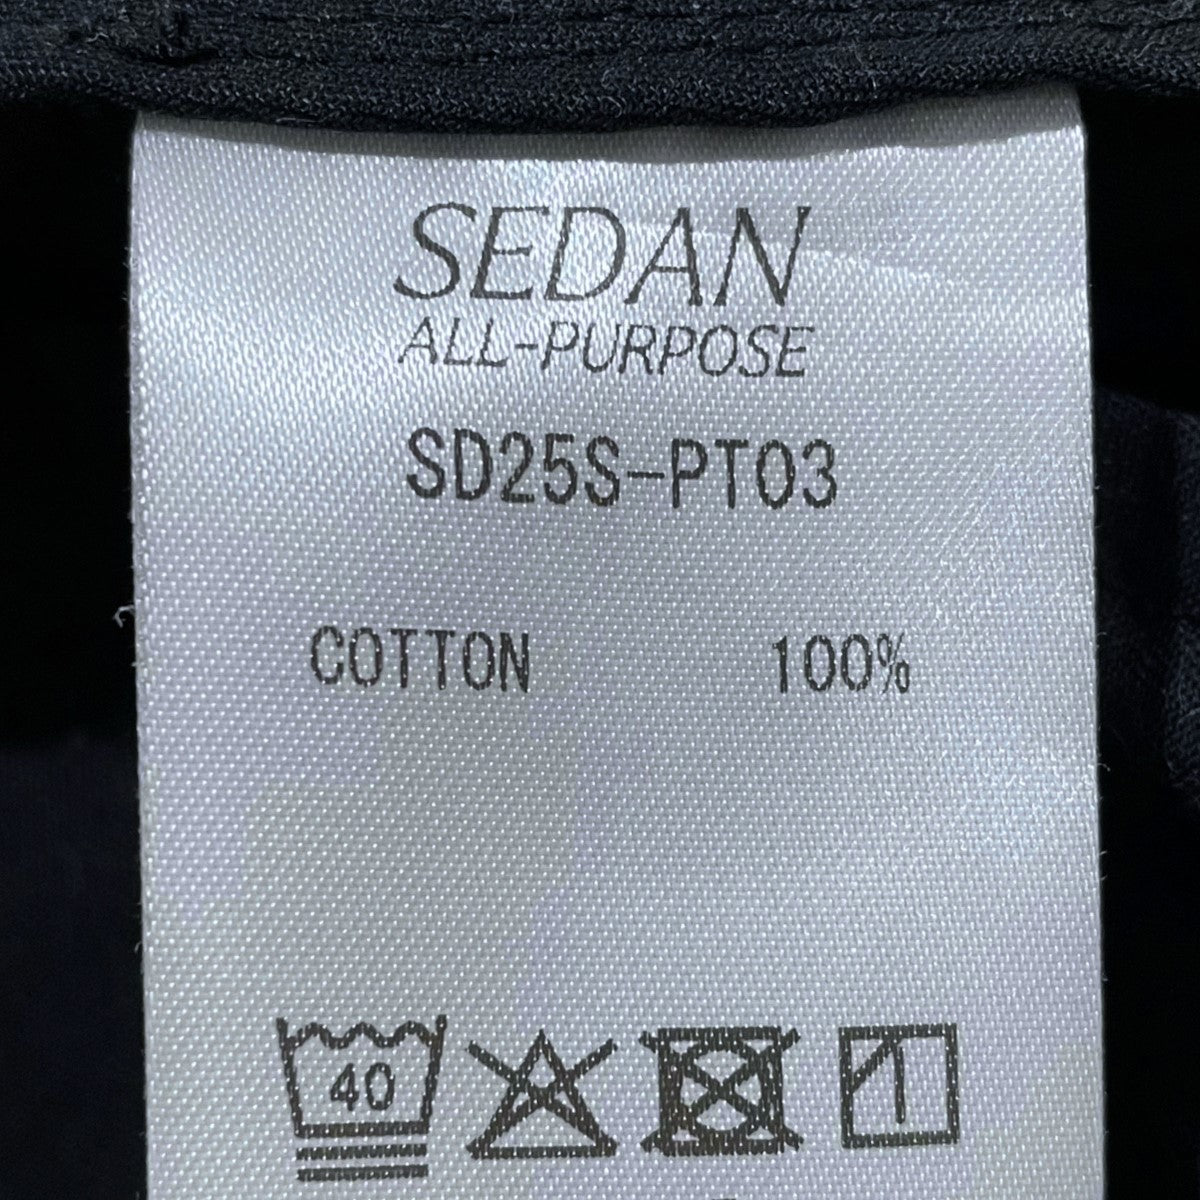 SEDAN
ALL-PURPOSE
SD25S-PT03
COTTON 100%
40